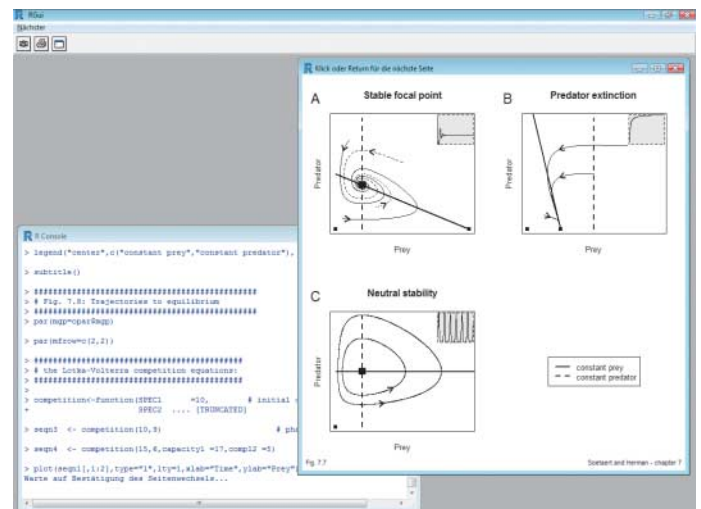 RGui
Nächster
Klick oder Return für die nächste Seite
A
Stable focal point
Predator
Prey
B
Predator extinction
Predator
Prey
C
Neutral stability
Predator
Prey
constant prey
constant predator
Fig. 7.7
Soetaert and Herman - chapter 7
R Console
> legend("center",c("constant prey","constant predator"),
> subtitle()
> ###############################################
> # Fig. 7.8: Trajectories to equilibrium
> ###############################################
> par(mgp=opar$mgp)
> par(mfrow=c(2,2))
> ############################################
> # the Lotka-Volterra competition equations:
> ############################################
>
> competition<-function(SPEC1 =10, # initial
+ SPEC2 .... [TRUNCATED]
> seqn3 <- competition(10,9) # pha
> seqn4 <- competition(15,6,capacity1 =17,comp12 =5)
> plot(seqn1[,1:2],type="l",lty=1,xlab="Time",ylab="Prey"
Warte auf Bestätigung des Seitenwechsels...